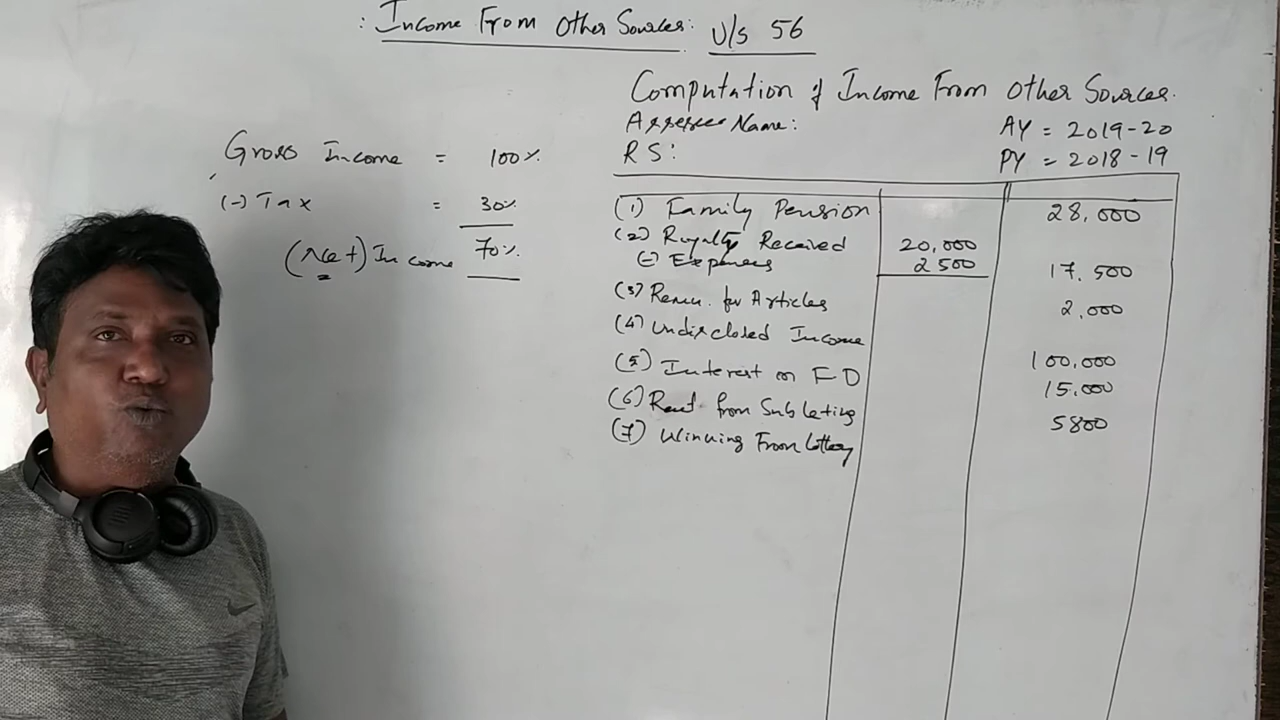 : Income From Other Sources: U/S 56
Gross Income = 100%
(-) Tax = 30%
(Net) Income 70%
Computation of Income From Other Sources.
Assessee Name:
AY = 2019-20
RS:
PY = 2018-19
(1) Family Pension 28,000
(2) Royalty Received 20,000
(-) Expenses 2500 17.500
(3) Remu. for Articles 2,000
(4) Undisclosed Income 100,000
(5) Interest on FD 15,000
(6) Rent from Subleting 5800
(7) Winning From Lottery